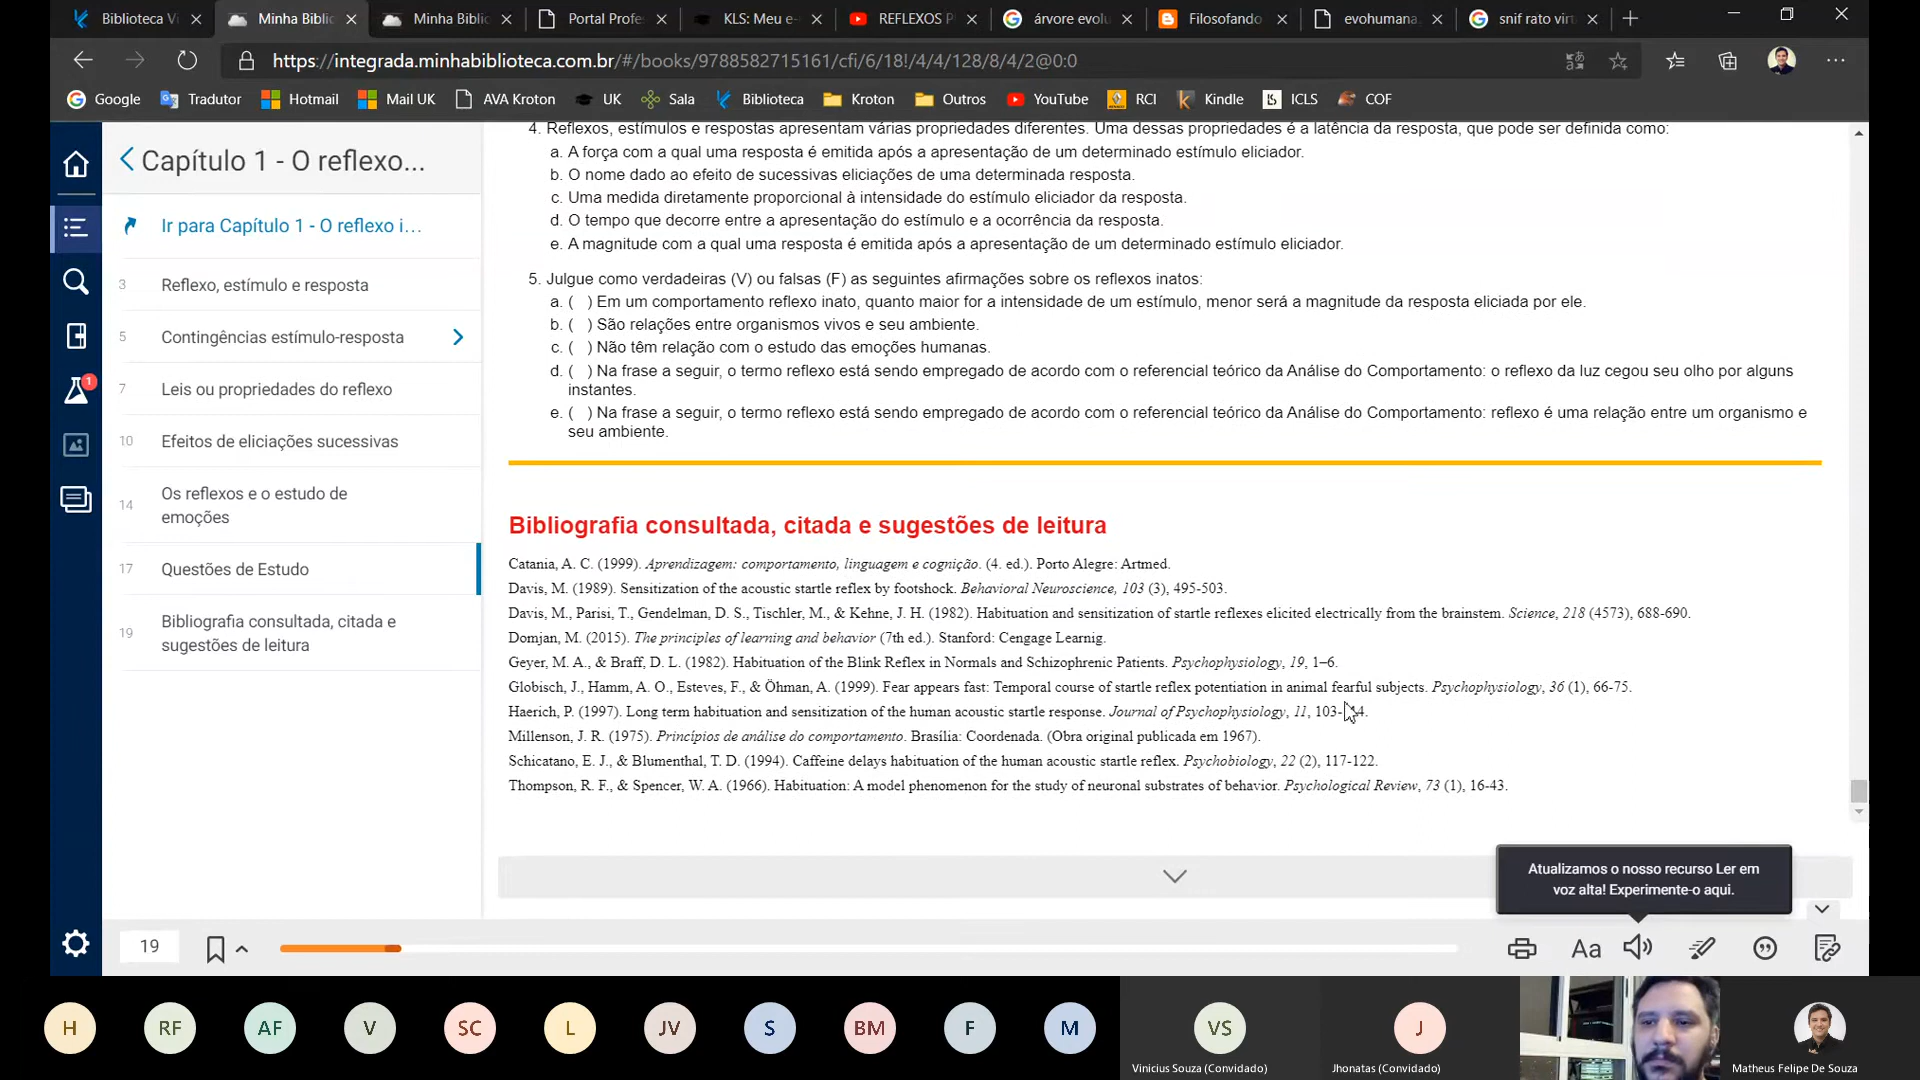 Biblioteca Vi
Minha Biblio
Minha Biblio
Portal Profes
KLS: Meu e-
REFLEXOS P
árvore evolu
Filosofando
evohumana.
snif rato virt
https://integrada.minhabiblioteca.com.br/#/books/9788582715161/cfi/6/18!/4/4/128/8/4/2@0:0
Google
Tradutor
Hotmail
Mail UK
AVA Kroton
UK
Sala
Biblioteca
Kroton
Outros
YouTube
RCI
Kindle
ICLS
COF
Capítulo 1 - O reflexo...
Ir para Capítulo 1 - O reflexo i...
3 Reflexo, estímulo e resposta
5 Contingências estímulo-resposta
1
7 Leis ou propriedades do reflexo
10 Efeitos de eliciações sucessivas
14 Os reflexos e o estudo de
emoções
17 Questões de Estudo
19 Bibliografia consultada, citada e
sugestões de leitura
4. Reflexos, estímulos e respostas apresentam várias propriedades diferentes. Uma dessas propriedades é a latência da resposta, que pode ser definida como:
a. A força com a qual uma resposta é emitida após a apresentação de um determinado estímulo eliciador.
b. O nome dado ao efeito de sucessivas eliciações de uma determinada resposta.
c. Uma medida diretamente proporcional à intensidade do estímulo eliciador da resposta.
d. O tempo que decorre entre a apresentação do estímulo e a ocorrência da resposta.
e. A magnitude com a qual uma resposta é emitida após a apresentação de um determinado estímulo eliciador.
5. Julgue como verdadeiras (V) ou falsas (F) as seguintes afirmações sobre os reflexos inatos:
a. ( ) Em um comportamento reflexo inato, quanto maior for a intensidade de um estímulo, menor será a magnitude da resposta eliciada por ele.
b. ( ) São relações entre organismos vivos e seu ambiente.
c. ( ) Não têm relação com o estudo das emoções humanas.
d. ( ) Na frase a seguir, o termo reflexo está sendo empregado de acordo com o referencial teórico da Análise do Comportamento: o reflexo da luz cegou seu olho por alguns
instantes.
e. ( ) Na frase a seguir, o termo reflexo está sendo empregado de acordo com o referencial teórico da Análise do Comportamento: reflexo é uma relação entre um organismo e
seu ambiente.
Bibliografia consultada, citada e sugestões de leitura
Catania, A. C. (1999). Aprendizagem: comportamento, linguagem e cognição. (4. ed.). Porto Alegre: Artmed.
Davis, M. (1989). Sensitization of the acoustic startle reflex by footshock. Behavioral Neuroscience, 103 (3), 495-503.
Davis, M., Parisi, T., Gendelman, D. S., Tischler, M., & Kehne, J. H. (1982). Habituation and sensitization of startle reflexes elicited electrically from the brainstem. Science, 218 (4573), 688-690.
Domjan, M. (2015). The principles of learning and behavior (7th ed.). Stanford: Cengage Learnig.
Geyer, M. A., & Braff, D. L. (1982). Habituation of the Blink Reflex in Normals and Schizophrenic Patients. Psychophysiology, 19, 1–6.
Globisch, J., Hamm, A. O., Esteves, F., & Öhman, A. (1999). Fear appears fast: Temporal course of startle reflex potentiation in animal fearful subjects. Psychophysiology, 36 (1), 66-75.
Haerich, P. (1997). Long term habituation and sensitization of the human acoustic startle response. Journal of Psychophysiology, 11, 103-
Millenson, J. R. (1975). Princípios de análise do comportamento. Brasília: Coordenada. (Obra original publicada em 1967).
Schicatano, E. J., & Blumenthal, T. D. (1994). Caffeine delays habituation of the human acoustic startle reflex. Psychobiology, 22 (2), 117-122.
Thompson, R. F., & Spencer, W. A. (1966). Habituation: A model phenomenon for the study of neuronal substrates of behavior. Psychological Review, 73 (1), 16-43.
Atualizamos o nosso recurso Ler em
voz alta! Experimente-o aqui.
19
Aa
H
RF
AF
V
SC
L
JV
S
BM
F
M
VS
J
Vinicius Souza (Convidado)
Jhonatas (Convidado)
Matheus Felipe De Souza